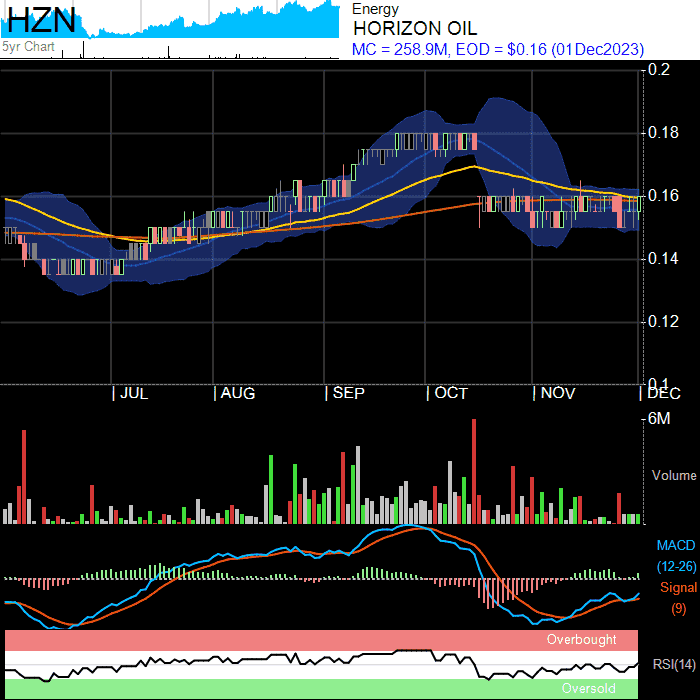 HZN
5yr Chart
Energy
HORIZON OIL
MC = 258.9M, EOD = $0.16 (01Dec2023)
0.2
0.18
0.16
0.14
0.12
0.1
JUL AUG SEP OCT NOV DEC
6M
Volume
MACD
(12-26)
Signal
(9)
Overbought
RSI(14)
Oversold